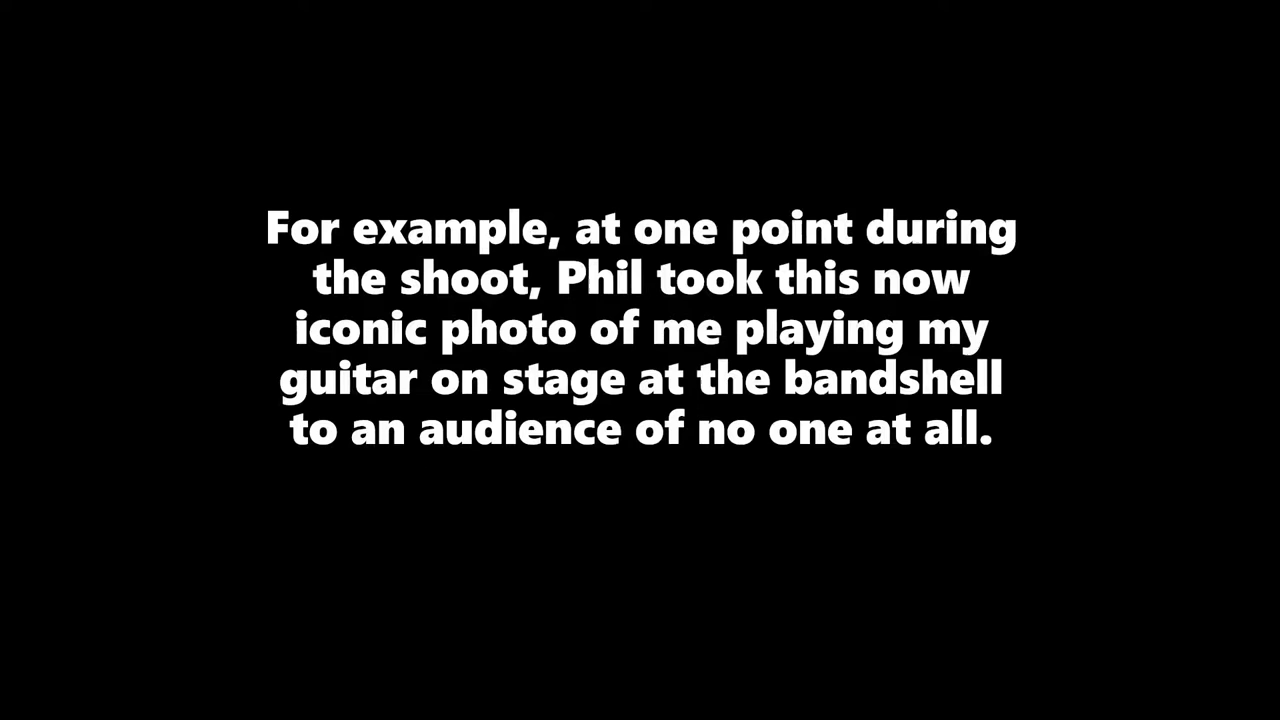 For example, at one point during
the shoot, Phil took this now
iconic photo of me playing my
guitar on stage at the bandshell
to an audience of no one at all.